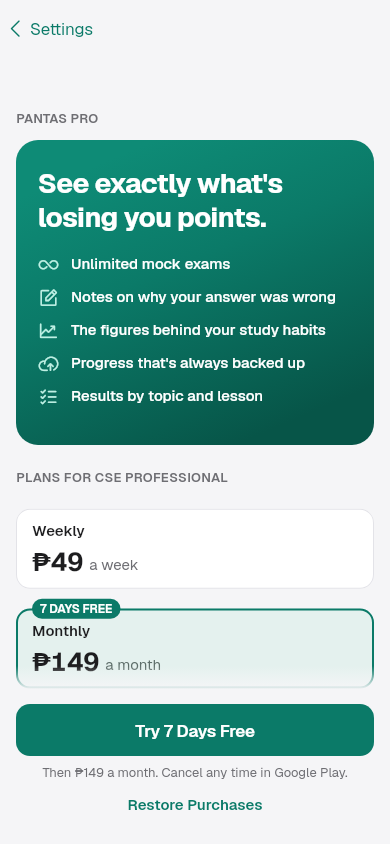 Settings
PANTAS PRO
See exactly what's
losing you points.
Unlimited mock exams
Notes on why your answer was wrong
The figures behind your study habits
Progress that's always backed up
Results by topic and lesson
PLANS FOR CSE PROFESSIONAL
Weekly
₱49 a week
7 DAYS FREE
Monthly
₱149 a month
Try 7 Days Free
Then ₱149 a month. Cancel any time in Google Play.
Restore Purchases